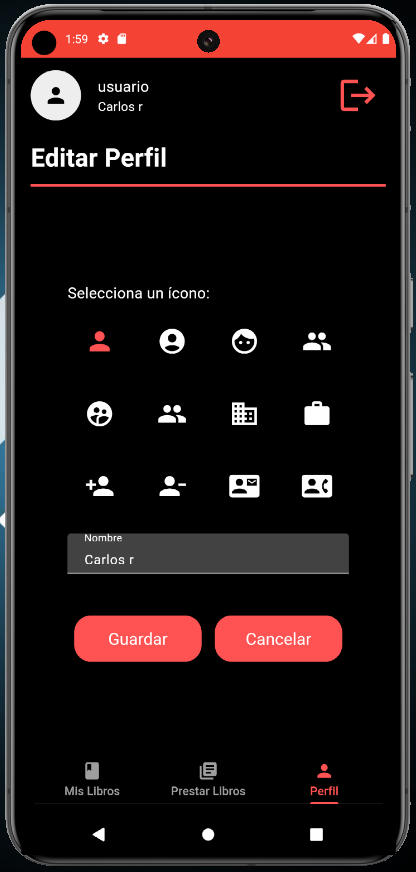 1:59
usuario
Carlos r
Editar Perfil
Selecciona un ícono:
Nombre
Carlos r
Guardar Cancelar
Mis Libros Prestar Libros Perfil